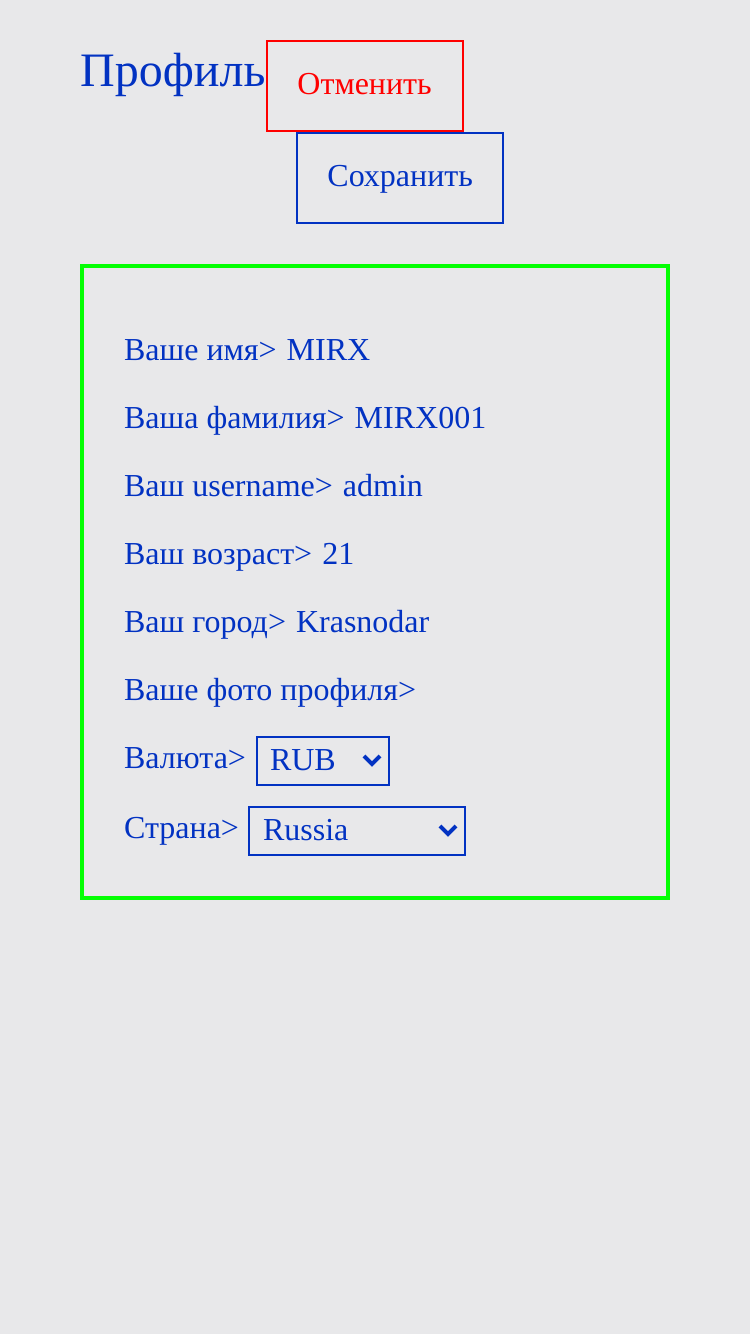 Профиль Отменить
Сохранить
Ваше имя> MIRX
Ваша фамилия> MIRX001
Ваш username> admin
Ваш возраст> 21
Ваш город> Krasnodar
Ваше фото профиля>
Валюта> RUB
Страна> Russia